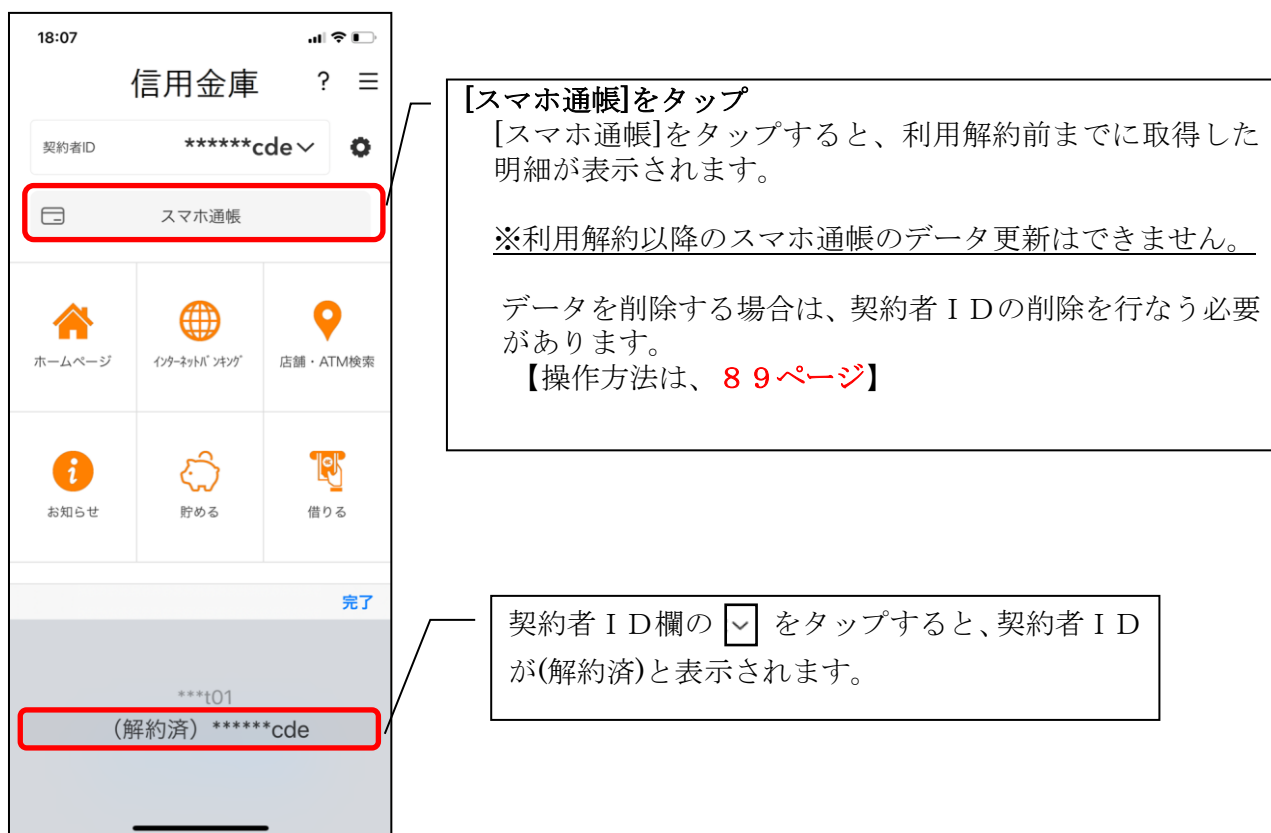 18:07
信用金庫 ? ☰
契約者ID ******cde
スマホ通帳
ホームページ インターネットバンキング 店舗・ATM検索
お知らせ 貯める 借りる
完了
***t01
（解約済）******cde
[スマホ通帳]をタップ
[スマホ通帳]をタップすると、利用解約前までに取得した
明細が表示されます。
※利用解約以降のスマホ通帳のデータ更新はできません。
データを削除する場合は、契約者ＩＤの削除を行なう必要
があります。
【操作方法は、８９ページ】
契約者ＩＤ欄の をタップすると、契約者ＩＤ
が(解約済)と表示されます。